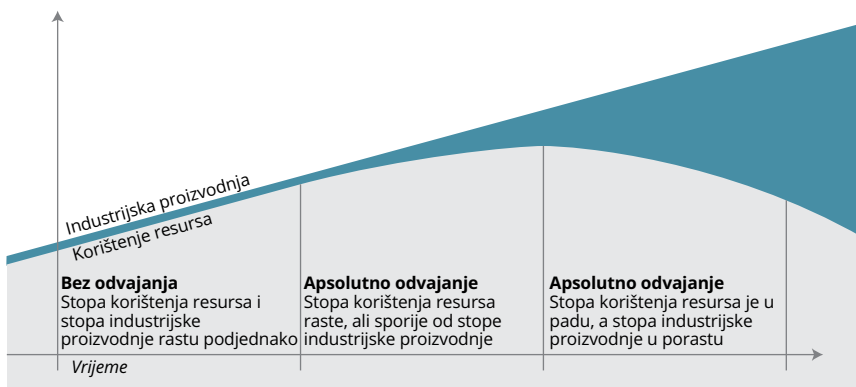 Industrijska proizvodnja
Korištenje resursa
Bez odvajanja
Stopa korištenja resursa i
stopa industrijske
proizvodnje rastu podjednako
Apsolutno odvajanje
Stopa korištenja resursa
raste, ali sporije od stope
industrijske proizvodnje
Apsolutno odvajanje
Stopa korištenja resursa je u
padu, a stopa industrijske
proizvodnje u porastu
Vrijeme